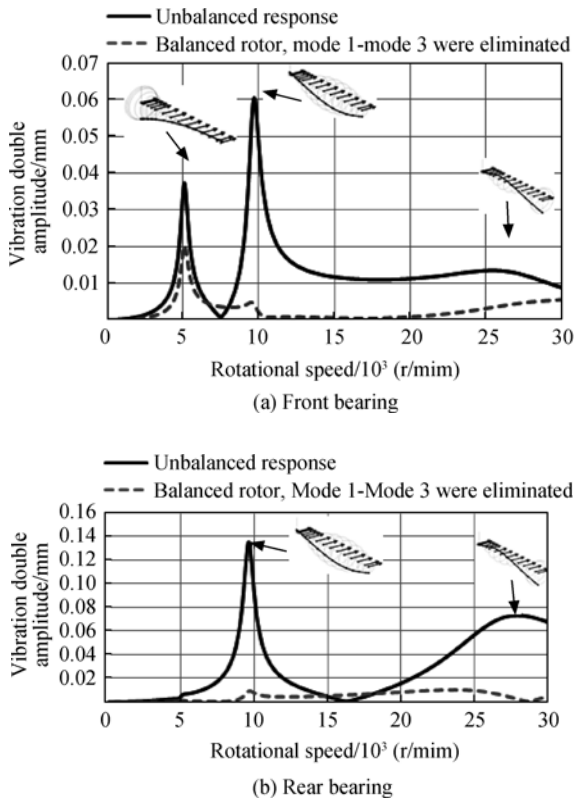 Unbalanced response
Balanced rotor, mode 1-mode 3 were eliminated
0.07
0.06
0.05
0.04
0.03
0.02
0.01
Vibration double
amplitude/mm
0 5 10 15 20 25 30
Rotational speed/10³ (r/mim)
(a) Front bearing
Unbalanced response
Balanced rotor, Mode 1-Mode 3 were eliminated
0.16
0.14
0.12
0.10
0.08
0.06
0.04
0.02
Vibration double
amplitude/mm
0 5 10 15 20 25 30
Rotational speed/10³ (r/mim)
(b) Rear bearing